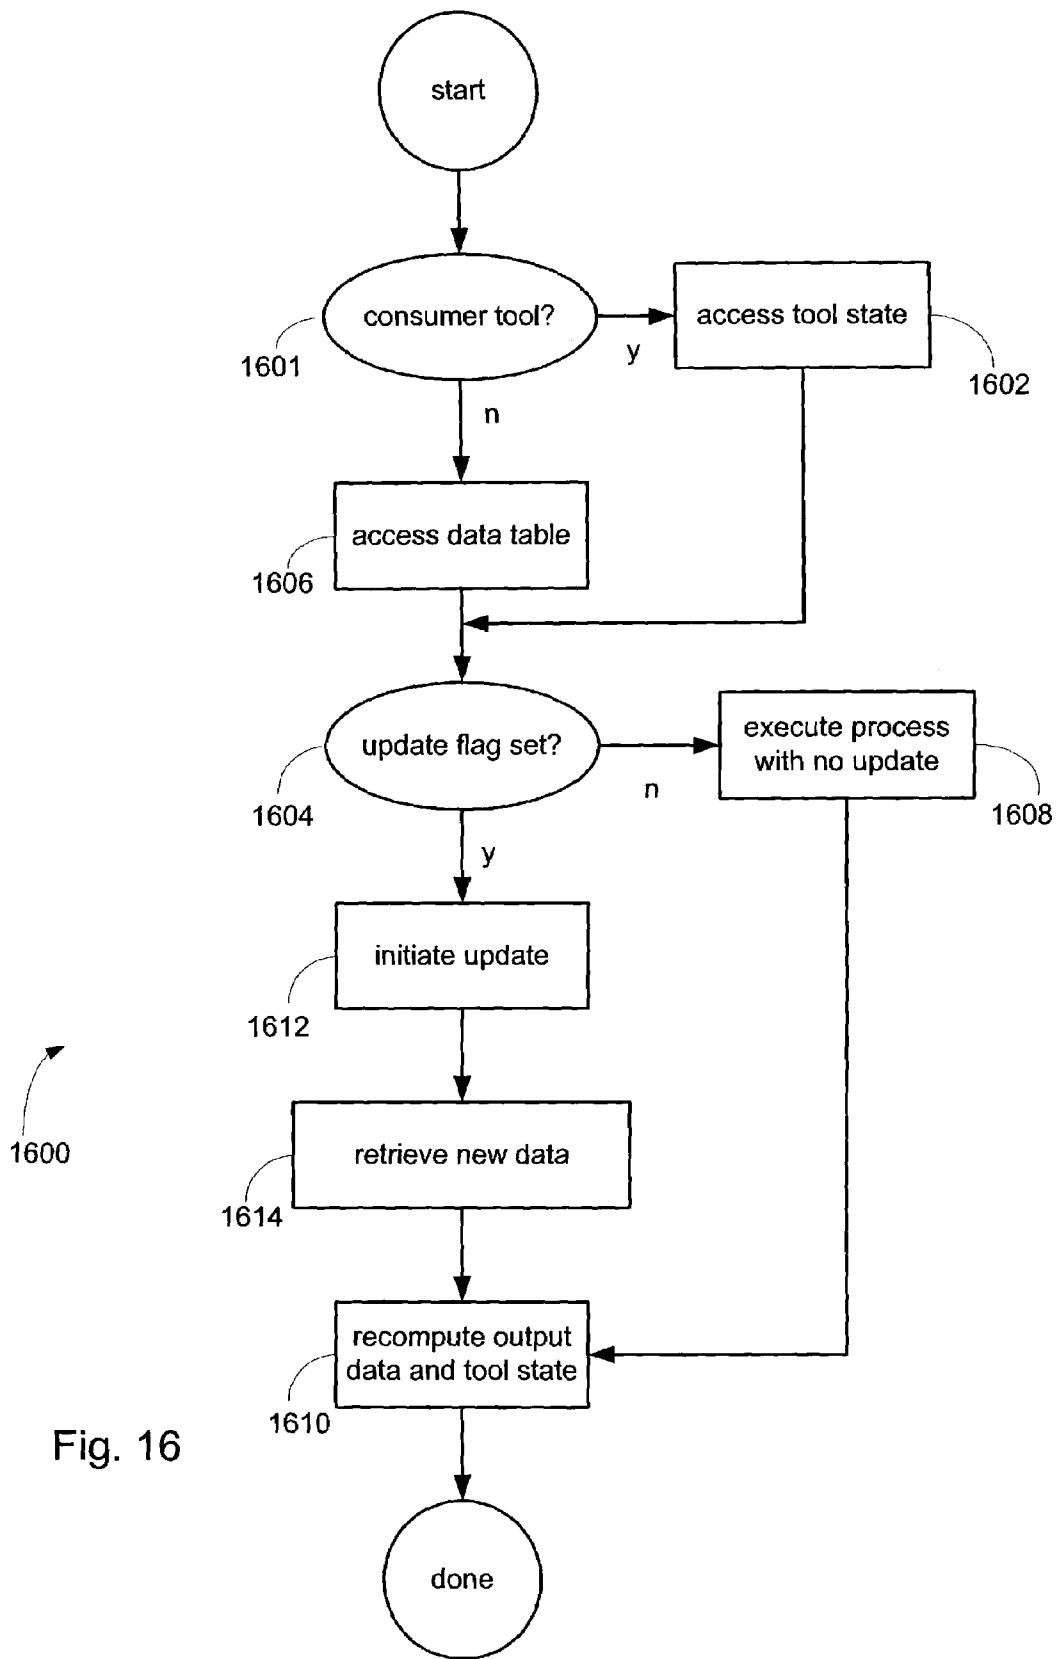 start
consumer tool?
access tool state
y
1601
1602
n
access data table
1606
update flag set?
execute process
with no update
n
1604
1608
y
initiate update
1612
retrieve new data
1600
1614
recompute output
data and tool state
1610
Fig. 16
done